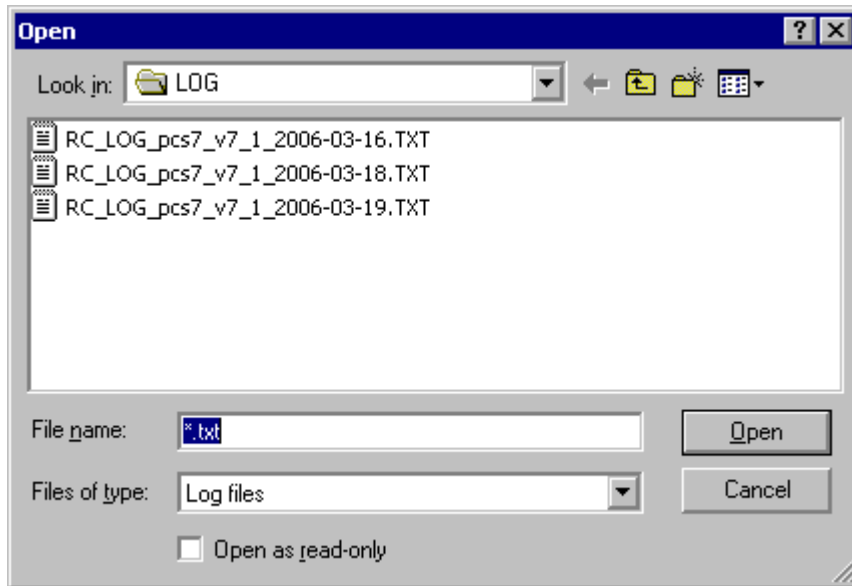 Open
Look in: LOG
RC_LOG_pcs7_v7_1_2006-03-16.TXT
RC_LOG_pcs7_v7_1_2006-03-18.TXT
RC_LOG_pcs7_v7_1_2006-03-19.TXT
File name: *.txt Open
Files of type: Log files Cancel
Open as read-only